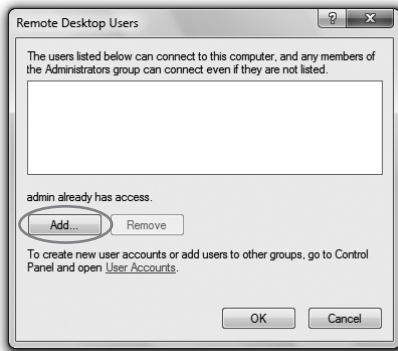 Remote Desktop Users
The users listed below can connect to this computer, and any members of
the Administrators group can connect even if they are not listed.
admin already has access.
Add... Remove
To create new user accounts or add users to other groups, go to Control
Panel and open User Accounts.
OK Cancel